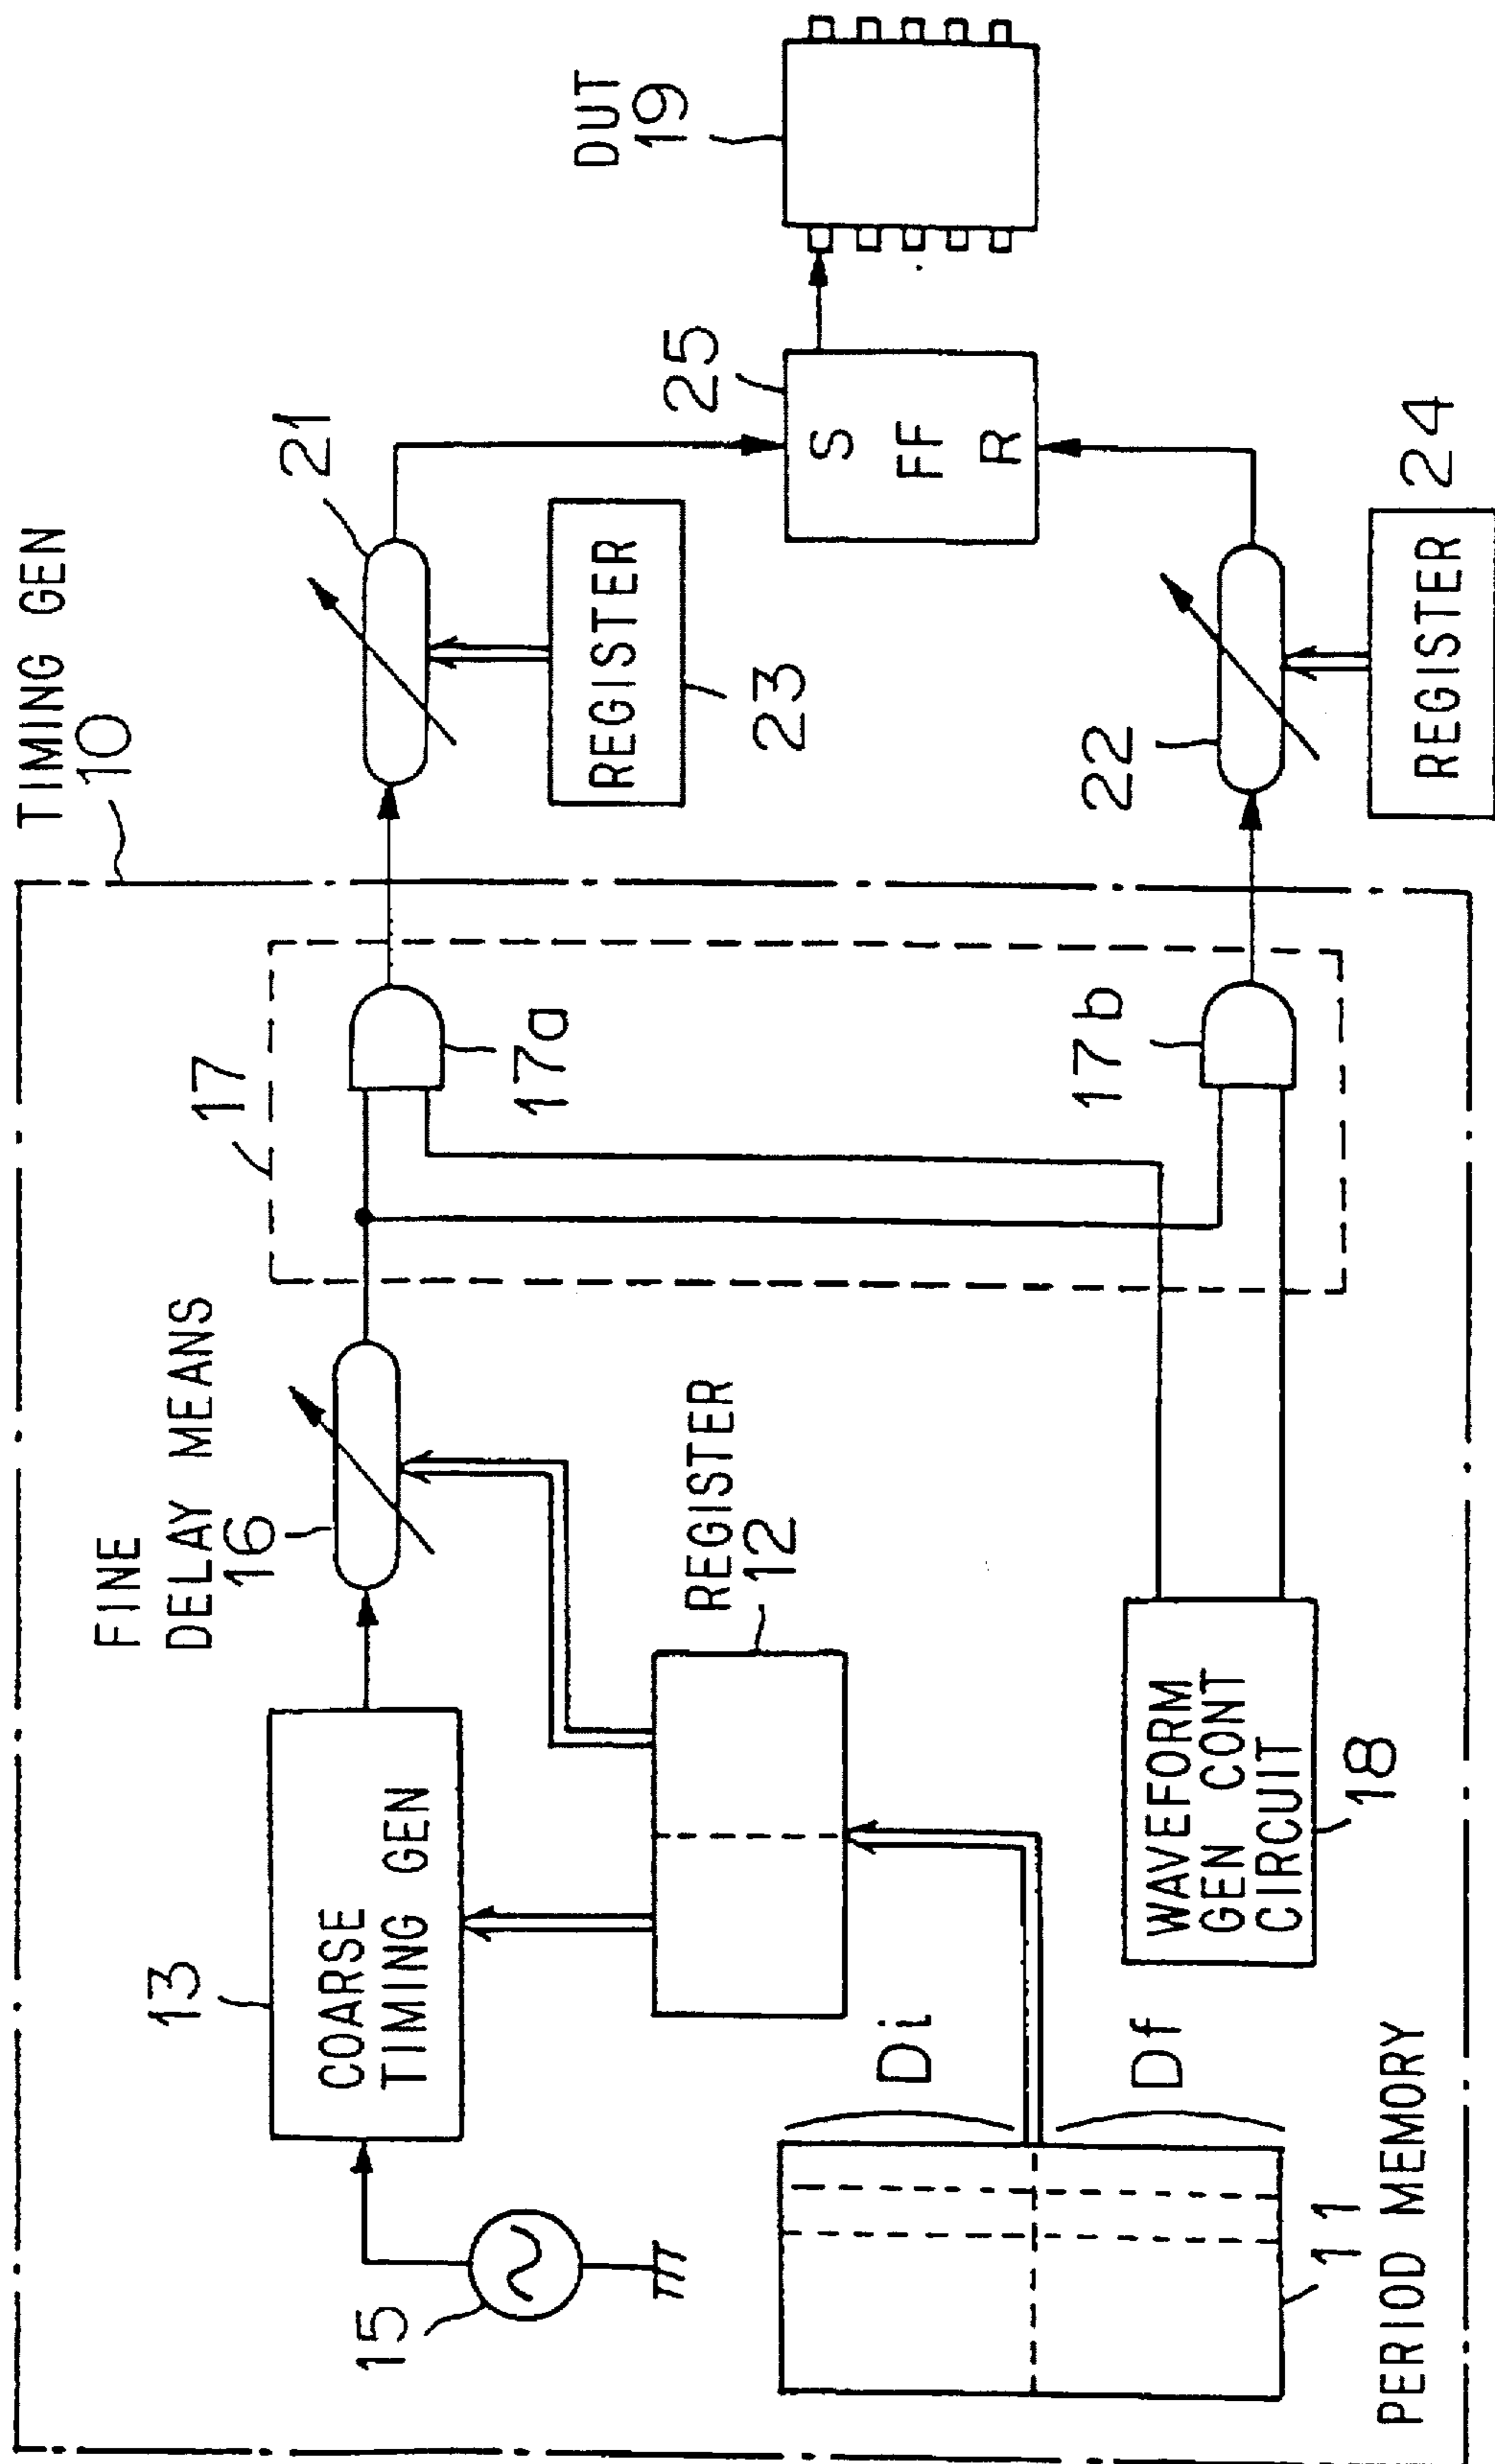 TIMING GEN
10
FINE
DELAY MEANS
16
17
21
13
COARSE
TIMING GEN
17a
REGISTER
23
DUT
19
15
REGISTER
12
25
S
FF
R
Di
Df
17b
22
WAVEFORM
GEN CONT
CIRCUIT
18
REGISTER
24
11
PERIOD MEMORY